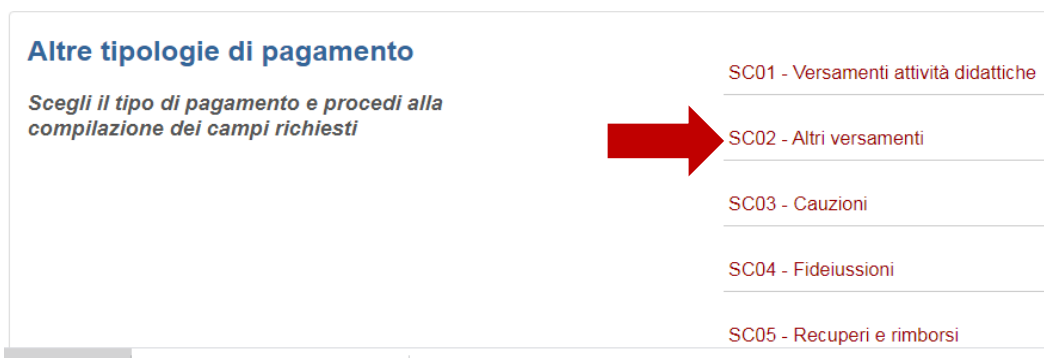 Altre tipologie di pagamento
Scegli il tipo di pagamento e procedi alla
compilazione dei campi richiesti
SC01 - Versamenti attività didattiche
SC02 - Altri versamenti
SC03 - Cauzioni
SC04 - Fideiussioni
SC05 - Recuperi e rimborsi